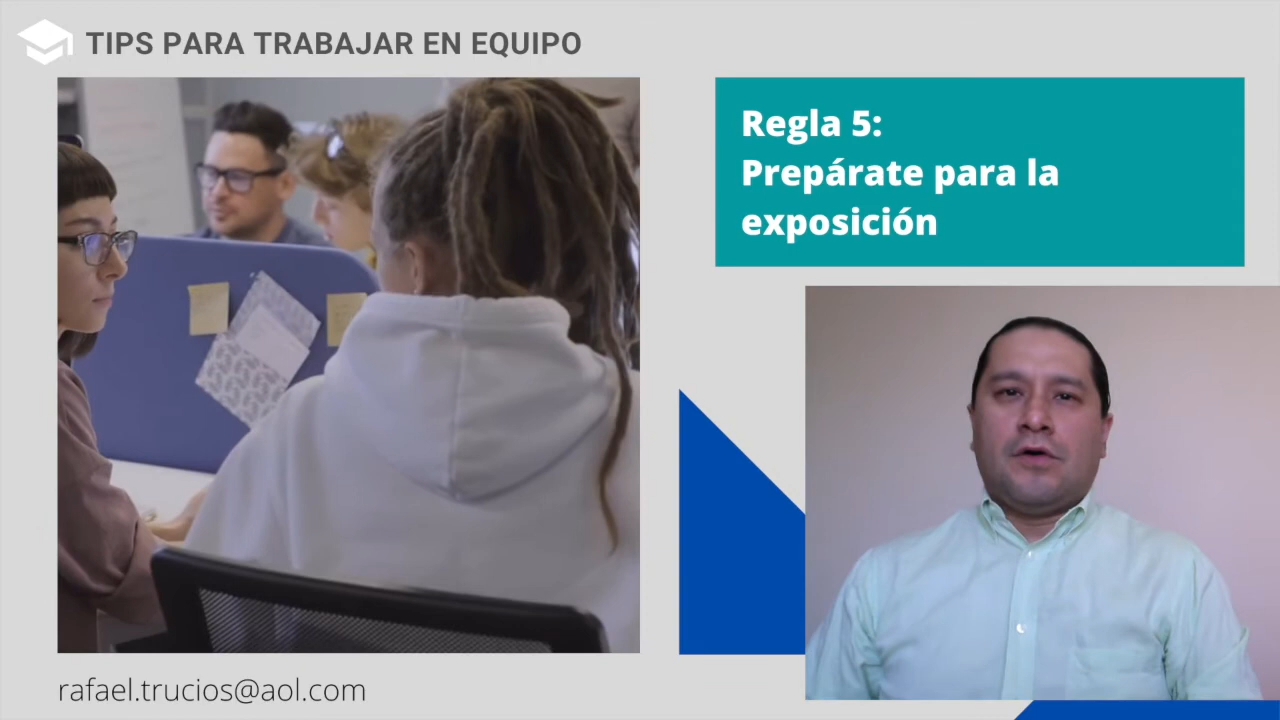 TIPS PARA TRABAJAR EN EQUIPO
Regla 5:
Prepárate para la
exposición
rafael.trucios@aol.com